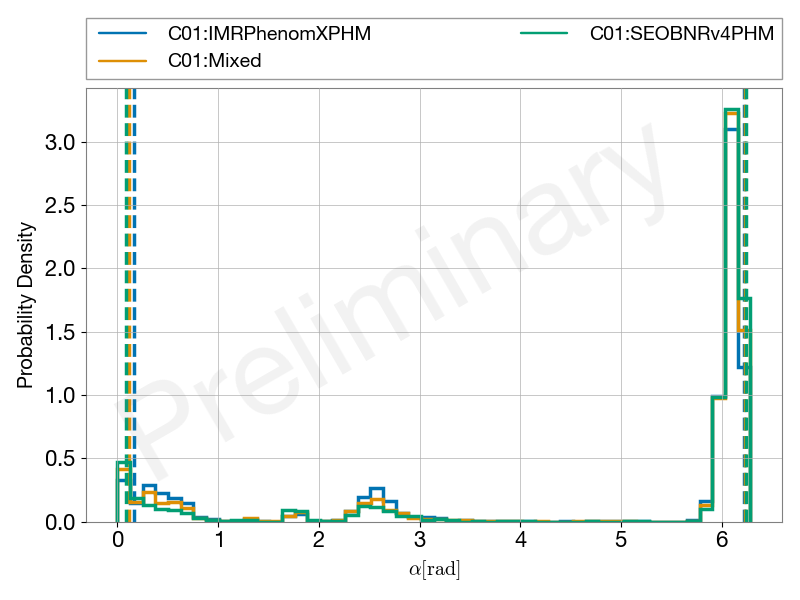 C01:IMRPhenomXPHM
C01:Mixed
C01:SEOBNRv4PHM
Preliminary
Probability Density
3.0
2.5
2.0
1.5
1.0
0.5
0.0
0 1 2 3 4 5 6
α[rad]